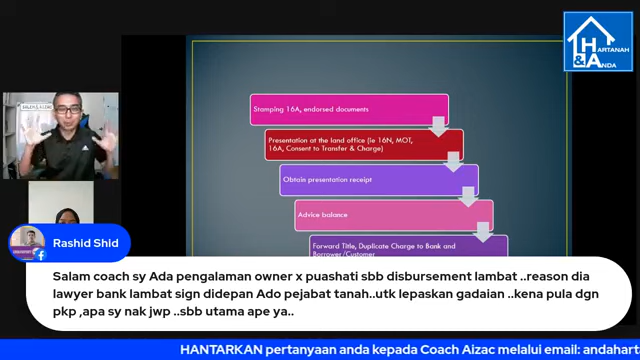 HARTANAH
& ANDA
Stamping 16A, endorsed documents
Presentation at the land office (ie 16N, MOT,
16A, Consent to Transfer & Charge)
Obtain presentation receipt
Advice balance
Forward Title, Duplicate Charge to Bank and
Borrower/Customer
Rashid Shid
Salam coach sy Ada pengalaman owner x puashati sbb disbursement lambat ..reason dia
lawyer bank lambat sign didepan Ado pejabat tanah..utk lepaskan gadaian ..kena pula dgn
pkp ,apa sy nak jwp ..sbb utama ape ya..
HANTARKAN pertanyaan anda kepada Coach Aizac melalui email: andahart